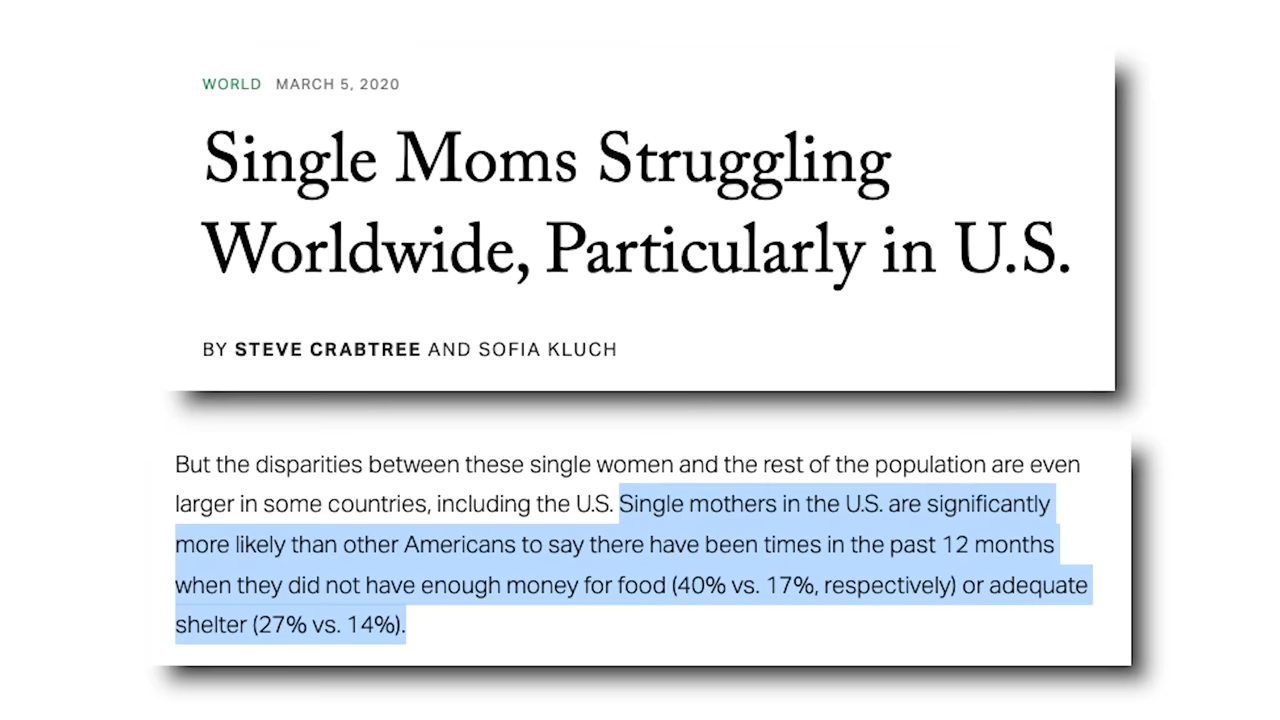 WORLD MARCH 5, 2020
Single Moms Struggling
Worldwide, Particularly in U.S.
BY STEVE CRABTREE AND SOFIA KLUCH
But the disparities between these single women and the rest of the population are even
larger in some countries, including the U.S. Single mothers in the U.S. are significantly
more likely than other Americans to say there have been times in the past 12 months
when they did not have enough money for food (40% vs. 17%, respectively) or adequate
shelter (27% vs. 14%).